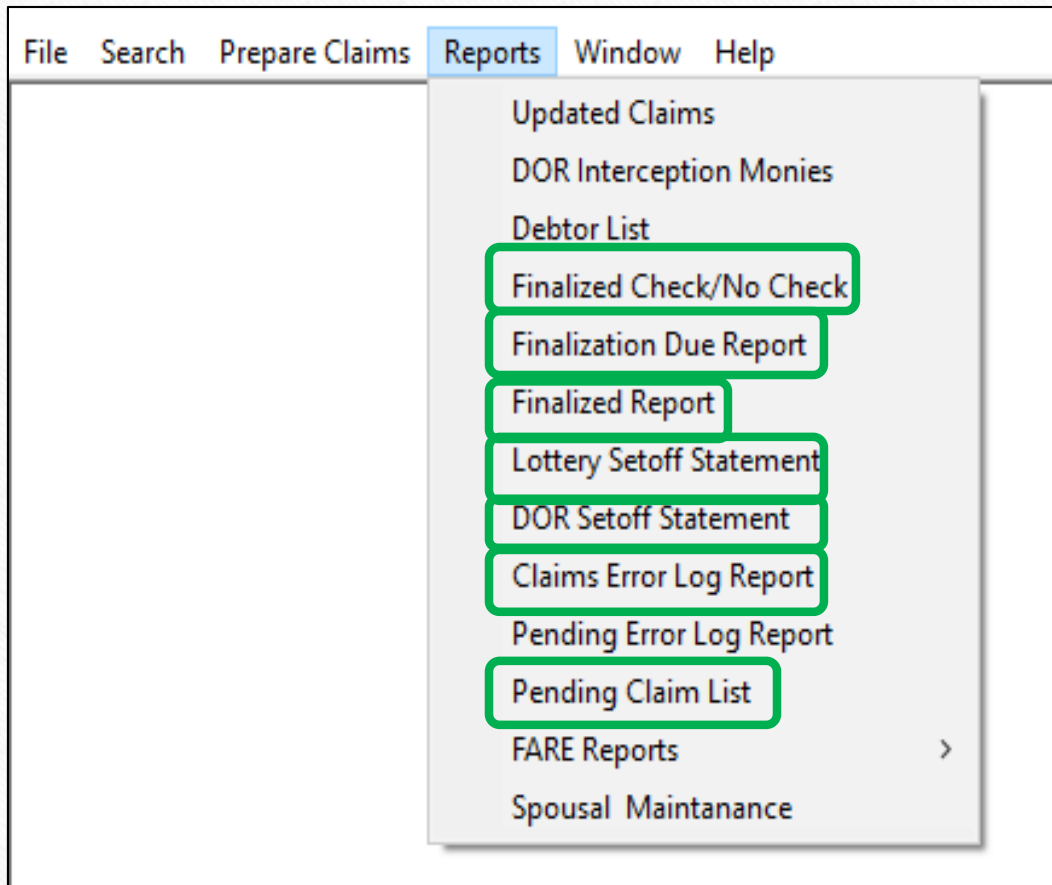 File Search Prepare Claims Reports Window Help
Updated Claims
DOR Interception Monies
Debtor List
Finalized Check/No Check
Finalization Due Report
Finalized Report
Lottery Setoff Statement
DOR Setoff Statement
Claims Error Log Report
Pending Error Log Report
Pending Claim List
FARE Reports
Spousal Maintanance